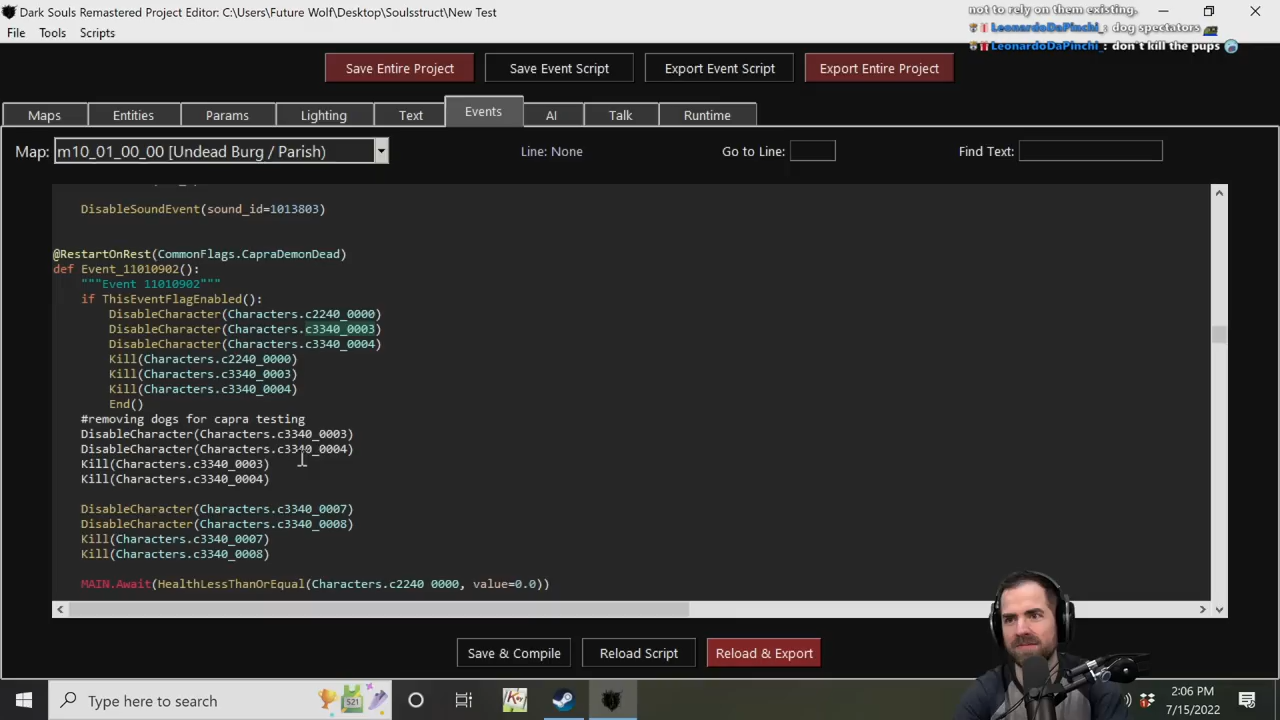 Dark Souls Remastered Project Editor: C:\Users\Future Wolf\Desktop\Soulsstruct\New Test
not to rely on them existing.
LeonardoDaPinchi_: dog spectators
LeonardoDaPinchi_: don't kill the pups
File Tools Scripts
Save Entire Project Save Event Script Export Event Script Export Entire Project
Maps Entities Params Lighting Text Events AI Talk Runtime
Map: m10_01_00_00 [Undead Burg / Parish) Line: None Go to Line: Find Text:
DisableSoundEvent(sound_id=1013803)
@RestartOnRest(CommonFlags.CapraDemonDead)
def Event_11010902():
"""Event 11010902"""
if ThisEventFlagEnabled():
DisableCharacter(Characters.c2240_0000)
DisableCharacter(Characters.c3340_0003)
DisableCharacter(Characters.c3340_0004)
Kill(Characters.c2240_0000)
Kill(Characters.c3340_0003)
Kill(Characters.c3340_0004)
End()
#removing dogs for capra testing
DisableCharacter(Characters.c3340_0003)
DisableCharacter(Characters.c3340_0004)
Kill(Characters.c3340_0003)
Kill(Characters.c3340_0004)
DisableCharacter(Characters.c3340_0007)
DisableCharacter(Characters.c3340_0008)
Kill(Characters.c3340_0007)
Kill(Characters.c3340_0008)
MAIN.Await(HealthLessThanOrEqual(Characters.c2240_0000, value=0.0))
Save & Compile Reload Script Reload & Export
Type here to search
521
Key
2:06 PM
7/15/2022